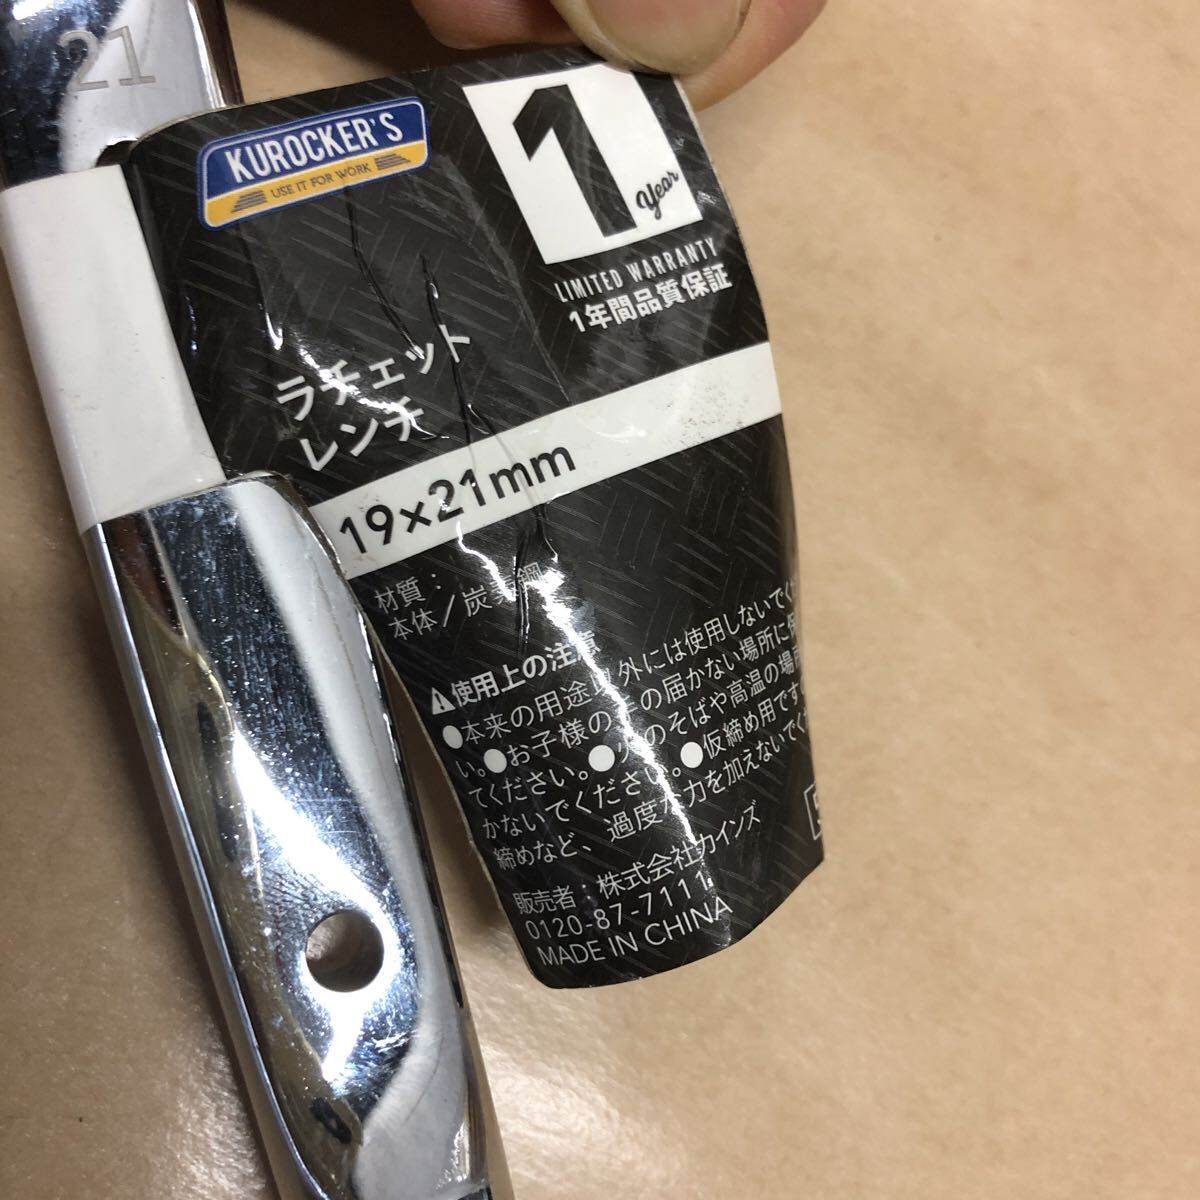 21
KUROCKER'S
USE IT FOR WORK
1
Year
LIMITED WARRANTY
1年間品質保証
ラチェット
レンチ
19×21mm
材質：
本体／炭素鋼
⚠使用上の注意
●本来の用途以外には使用しないでくだ
い。●お子様の手の届かない場所に保
てください。●火のそばや高温の場所
かないでください。●仮締め用です
締めなど、過度な力を加えないでくだ
販売者：株式会社カインズ
0120-87-7111
MADE IN CHINA